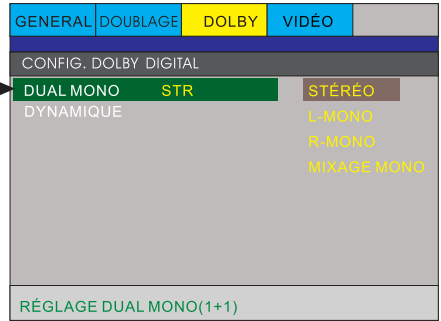 GENERAL DOUBLAGE DOLBY VIDÉO
CONFIG. DOLBY DIGITAL
DUAL MONO STR STÉRÉO
DYNAMIQUE L-MONO
R-MONO
MIXAGE MONO
RÉGLAGE DUAL MONO(1+1)